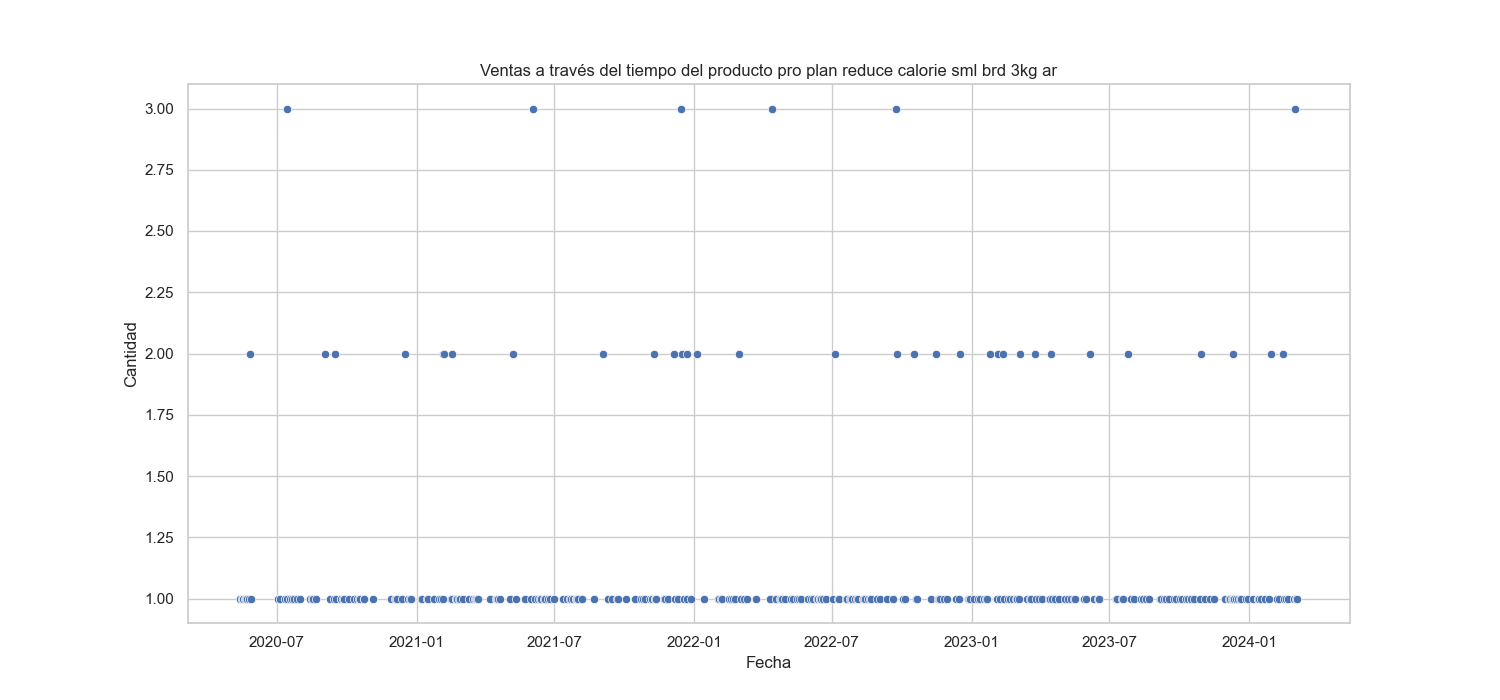 Ventas a través del tiempo del producto pro plan reduce calorie sml brd 3kg ar
3.00
2.75
2.50
2.25
2.00
1.75
1.50
1.25
1.00
Cantidad
2020-07 2021-01 2021-07 2022-01 2022-07 2023-01 2023-07 2024-01
Fecha